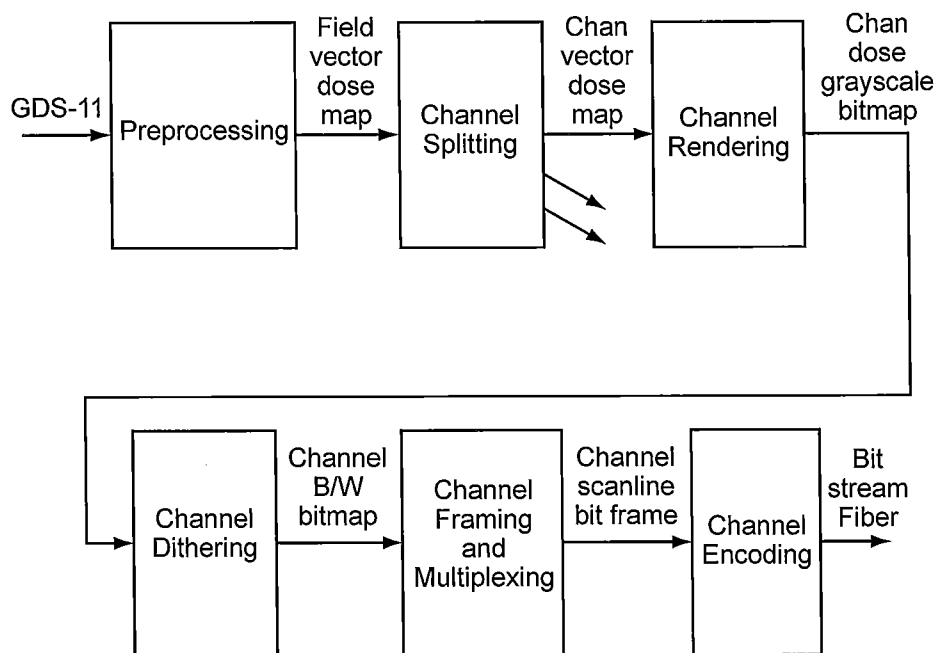 GDS-11
Preprocessing
Field
vector
dose
map
Channel
Splitting
Chan
vector
dose
map
Channel
Rendering
Chan
dose
grayscale
bitmap
Channel
Dithering
Channel
B/W
bitmap
Channel
Framing
and
Multiplexing
Channel
scanline
bit frame
Channel
Encoding
Bit
stream
Fiber